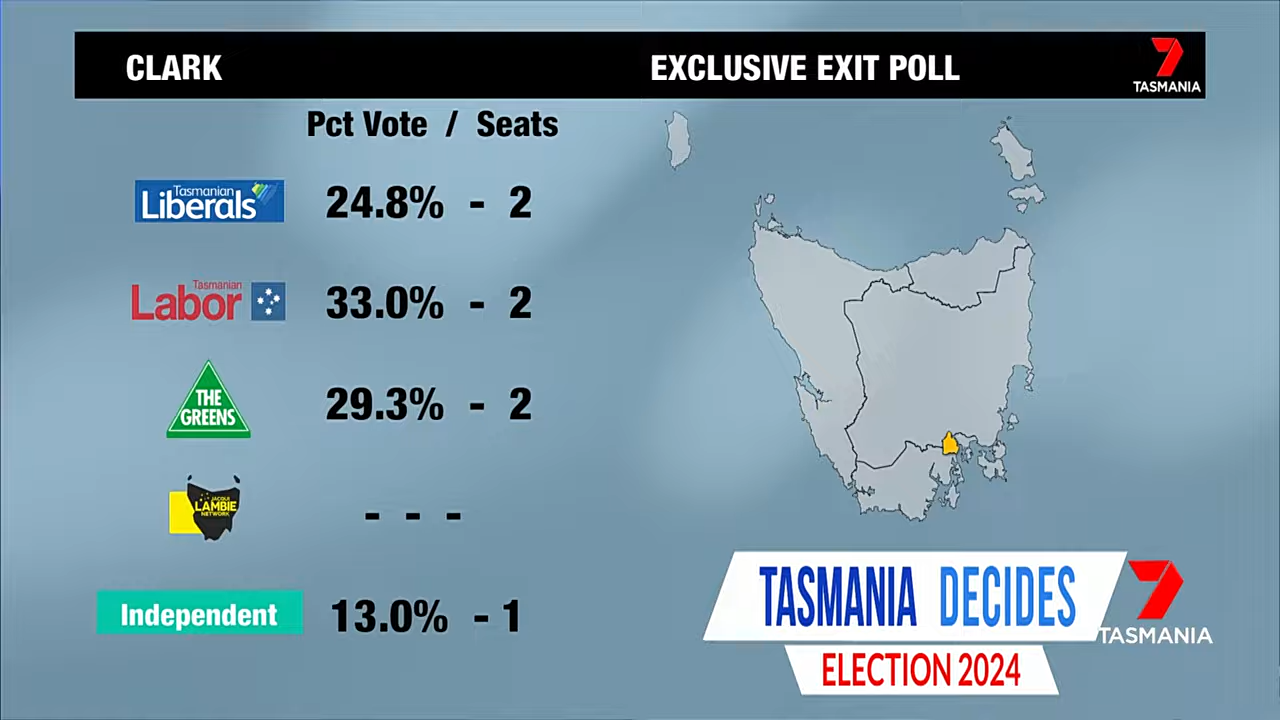 CLARK EXCLUSIVE EXIT POLL 7
TASMANIA
Pct Vote / Seats
Tasmanian
Liberals 24.8% - 2
Tasmanian
Labor 33.0% - 2
THE
GREENS 29.3% - 2
JACQUI
LAMBIE
NETWORK - - -
Independent 13.0% - 1
TASMANIA DECIDES 7
TASMANIA
ELECTION 2024